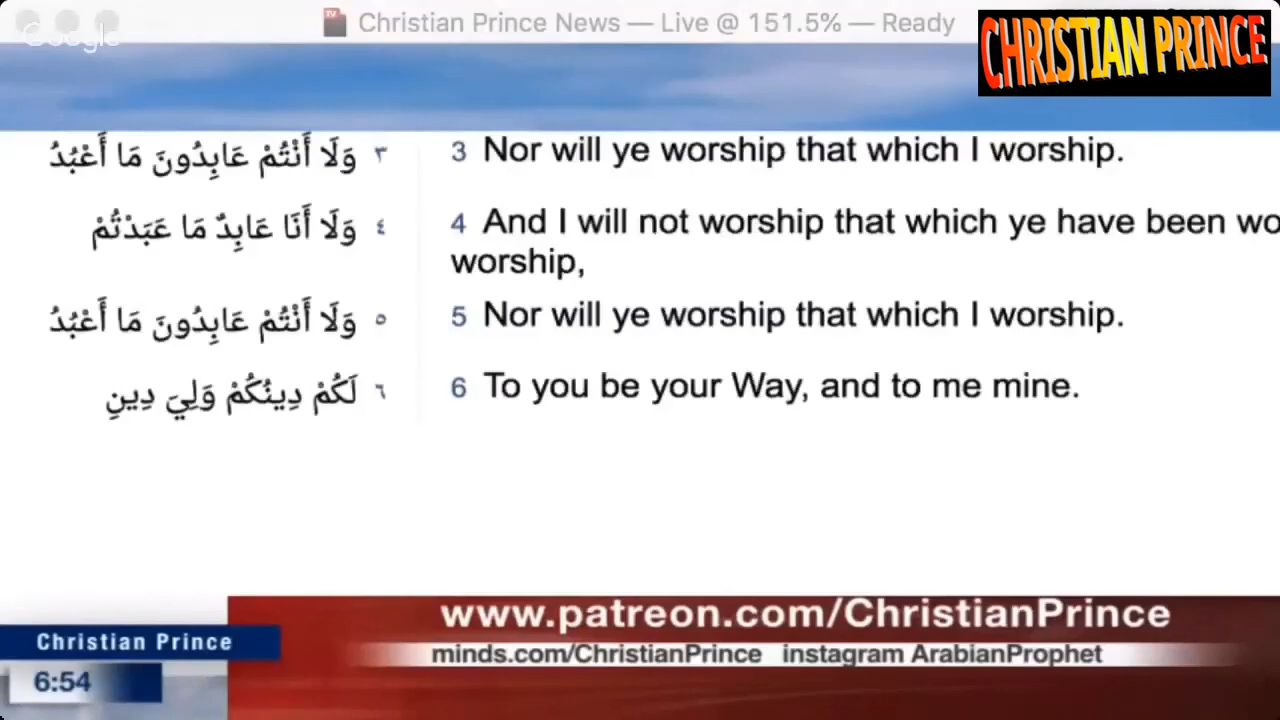 Christian Prince News — Live @ 151.5% — Ready
Google
CHRISTIAN PRINCE
وَلَا أَنْتُمْ عَابِدُونَ مَا أَعْبُدُ ٣
3 Nor will ye worship that which I worship.
وَلَا أَنَا عَابِدٌ مَا عَبَدْتُمْ ٤
4 And I will not worship that which ye have been wo
worship,
وَلَا أَنْتُمْ عَابِدُونَ مَا أَعْبُدُ ٥
5 Nor will ye worship that which I worship.
لَكُمْ دِينُكُمْ وَلِيَ دِينِ ٦
6 To you be your Way, and to me mine.
www.patreon.com/ChristianPrince
Christian Prince
minds.com/ChristianPrince instagram ArabianProphet
6:54